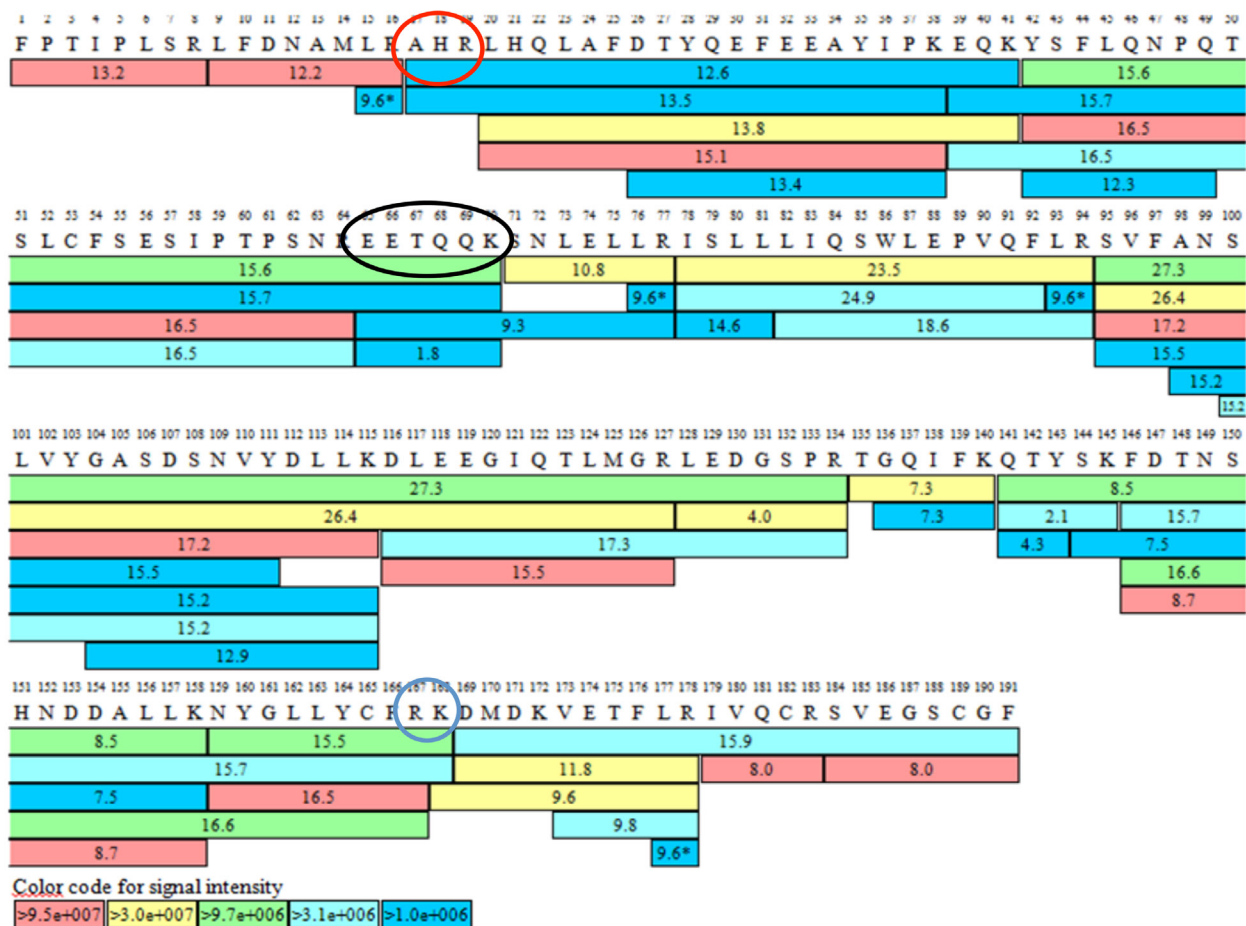 1 2 3 4 5 6 7 8 9 10 11 12 13 14 15 16 17 18 19 20 21 22 23 24 25 26 27 28 29 30 31 32 33 34 35 36 37 38 39 40 41 42 43 44 45 46 47 48 49 50
F P T I P L S R L F D N A M L R A H R L H Q L A F D T Y Q E F E E A Y I P K E Q K Y S F L Q N P Q T
13.2 12.2 12.6 15.6
9.6* 13.5 15.7
13.8 16.5
15.1 16.5
13.4 12.3
51 52 53 54 55 56 57 58 59 60 61 62 63 64 65 66 67 68 69 70 71 72 73 74 75 76 77 78 79 80 81 82 83 84 85 86 87 88 89 90 91 92 93 94 95 96 97 98 99 100
S L C F S E S I P T P S N R E E T Q Q K S N L E L L R I S L L L I Q S W L E P V Q F L R S V F A N S
15.6 10.8 23.5 27.3
15.7 9.6* 24.9 9.6* 26.4
16.5 9.3 14.6 18.6 17.2
16.5 1.8 15.5
15.2
15.2
101 102 103 104 105 106 107 108 109 110 111 112 113 114 115 116 117 118 119 120 121 122 123 124 125 126 127 128 129 130 131 132 133 134 135 136 137 138 139 140 141 142 143 144 145 146 147 148 149 150
L V Y G A S D S N V Y D L L K D L E E G I Q T L M G R L E D G S P R T G Q I F K Q T Y S K F D T N S
27.3 7.3 8.5
26.4 4.0 7.3 2.1 15.7
17.2 17.3 4.3 7.5
15.5 15.5 16.6
15.2 8.7
15.2
12.9
151 152 153 154 155 156 157 158 159 160 161 162 163 164 165 166 167 168 169 170 171 172 173 174 175 176 177 178 179 180 181 182 183 184 185 186 187 188 189 190 191
H N D D A L L K N Y G L L Y C F R K D M D K V E T F L R I V Q C R S V E G S C G F
8.5 15.5 15.9
15.7 11.8 8.0 8.0
7.5 16.5 9.6
16.6 9.8
8.7 9.6*
Color code for signal intensity
>9.5e+007 >3.0e+007 >9.7e+006 >3.1e+006 >1.0e+006